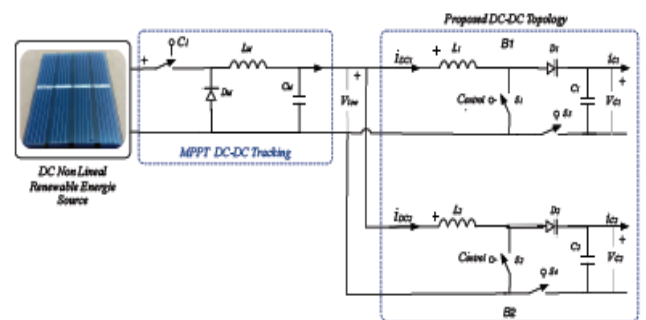 Proposed DC-DC Topology
C1
LM
DM
CM
MPPT DC-DC Tracking
DC Non Lineal
Renewable Energie
Source
+
+
iDC1
+
L1
B1
D1
iC1
+
Control
S1
S3
C1
VC1
iDC2
+
L2
D2
iC2
+
Control
S2
S4
C2
VC2
B2